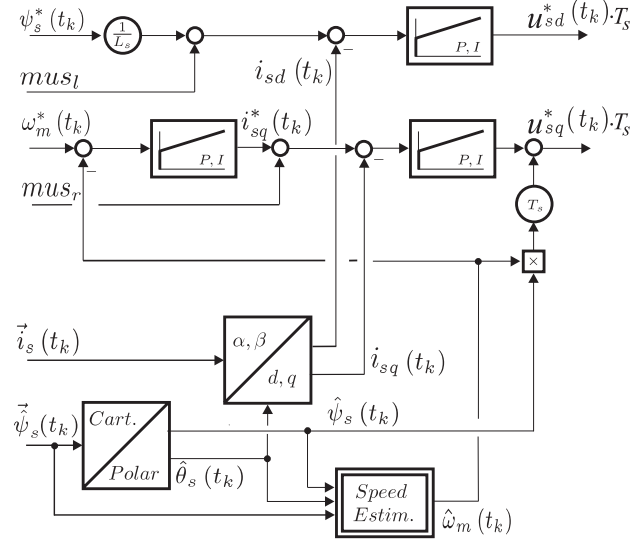 ψ*s(tk)
1/Ls
P, I
u*sd(tk)·Ts
musl
isd(tk)
ω*m(tk)
i*sq(tk)
P, I
P, I
u*sq(tk)·Ts
musr
Ts
×
i⃗s(tk)
α, β
d, q
isq(tk)
ψ̂⃗s(tk)
Cart.
Polar
ψ̂s(tk)
θ̂s(tk)
Speed
Estim.
ω̂m(tk)